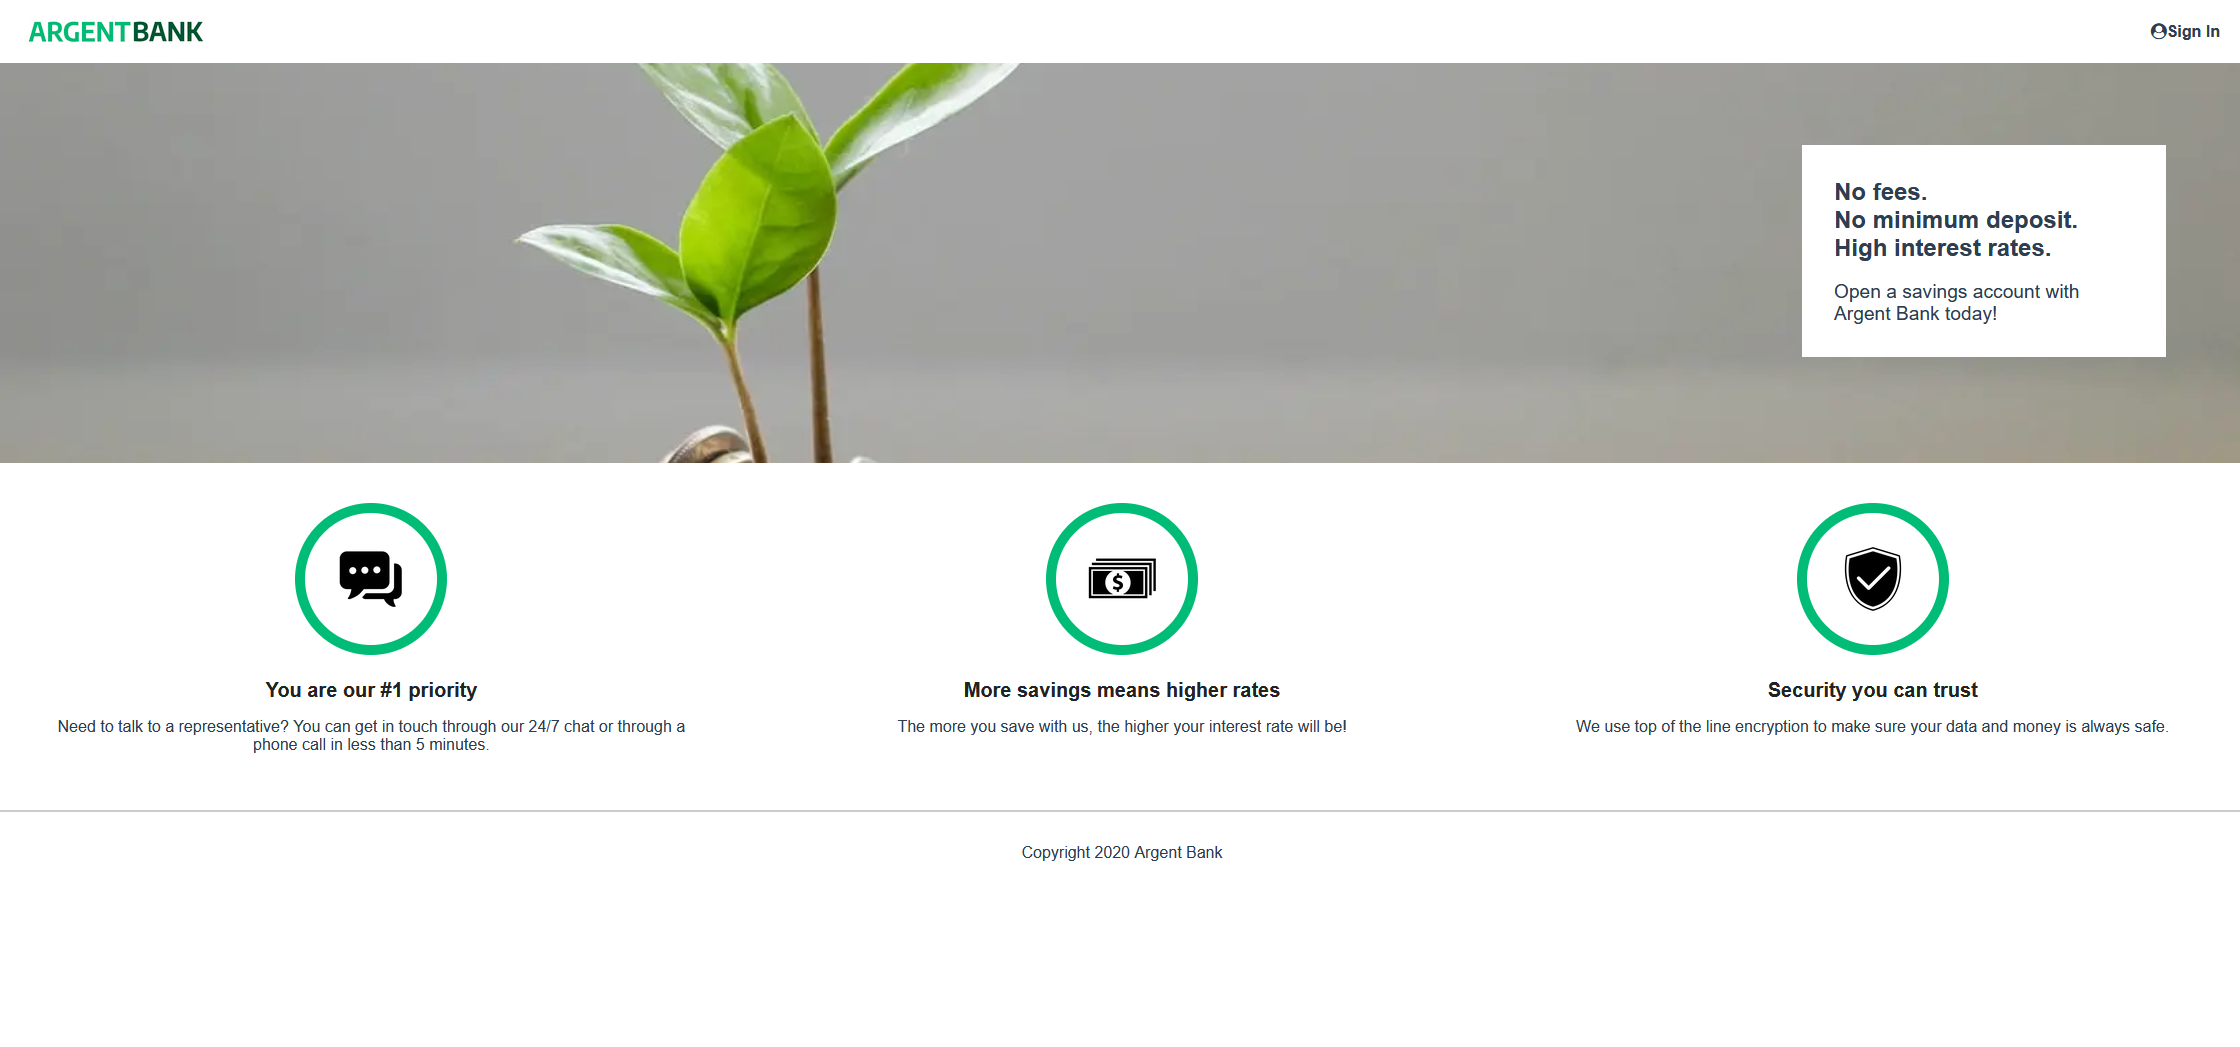 ARGENTBANK
Sign In
No fees.
No minimum deposit.
High interest rates.
Open a savings account with
Argent Bank today!
You are our #1 priority
Need to talk to a representative? You can get in touch through our 24/7 chat or through a
phone call in less than 5 minutes.
More savings means higher rates
The more you save with us, the higher your interest rate will be!
Security you can trust
We use top of the line encryption to make sure your data and money is always safe.
Copyright 2020 Argent Bank